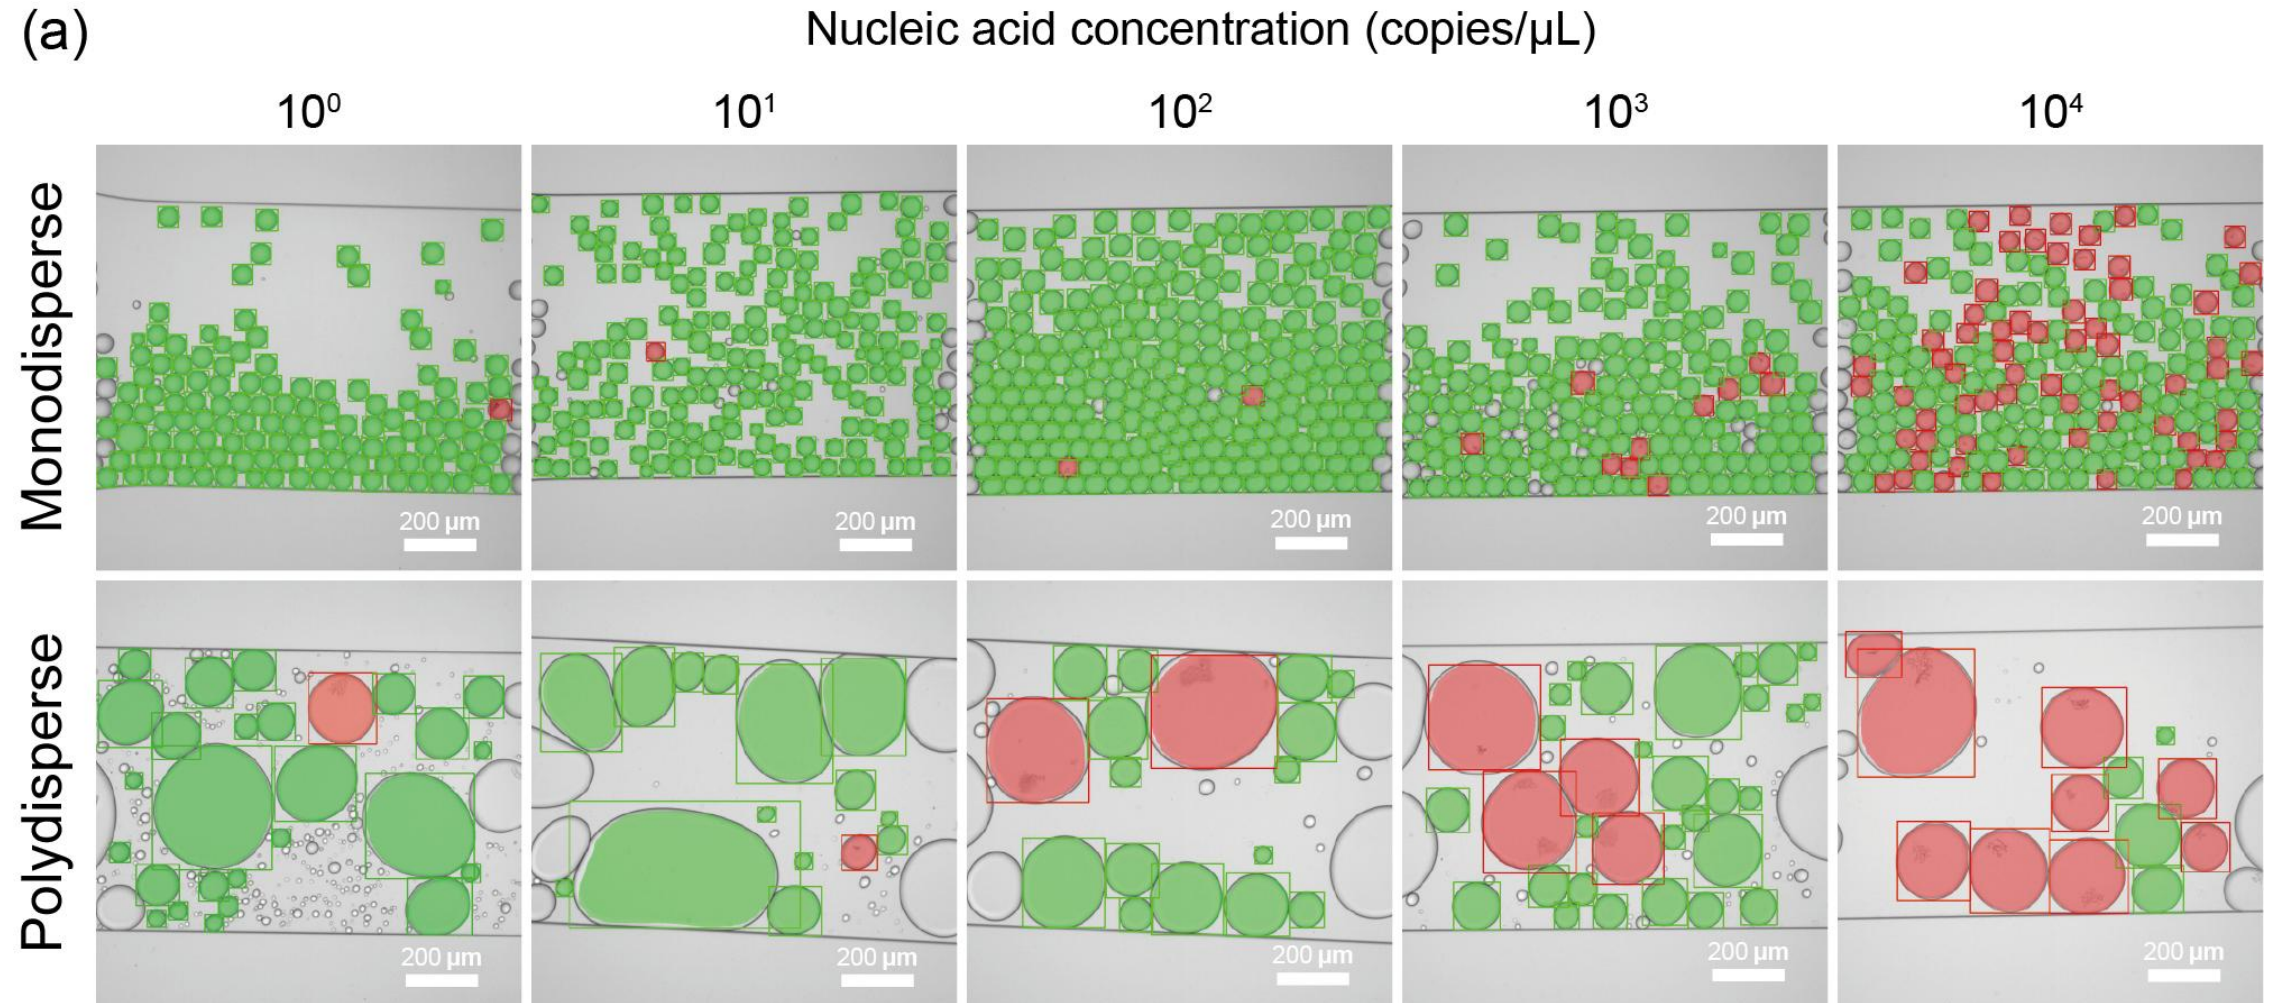 (a)
Nucleic acid concentration (copies/µL)
10⁰ 10¹ 10² 10³ 10⁴
Monodisperse
200 µm 200 µm 200 µm 200 µm 200 µm
Polydisperse
200 µm 200 µm 200 µm 200 µm 200 µm